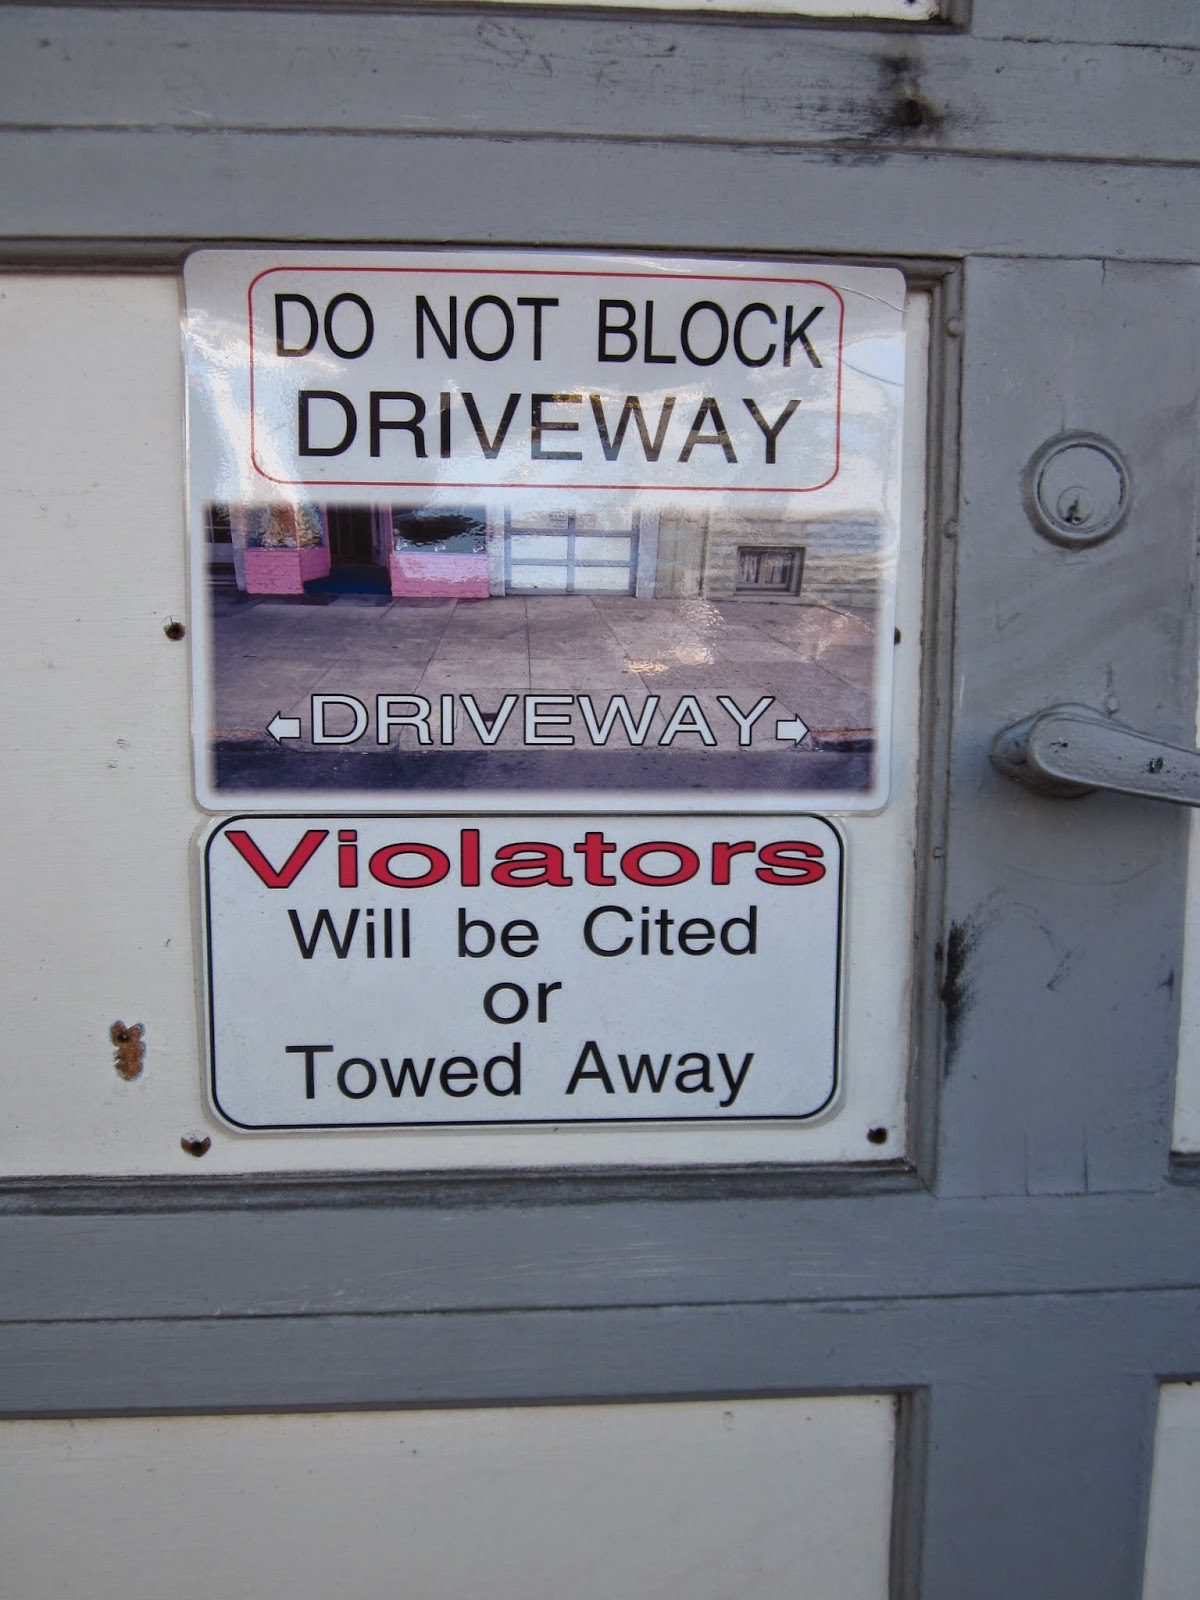 DO NOT BLOCK
DRIVEWAY
DRIVEWAY
Violators
Will be Cited
or
Towed Away